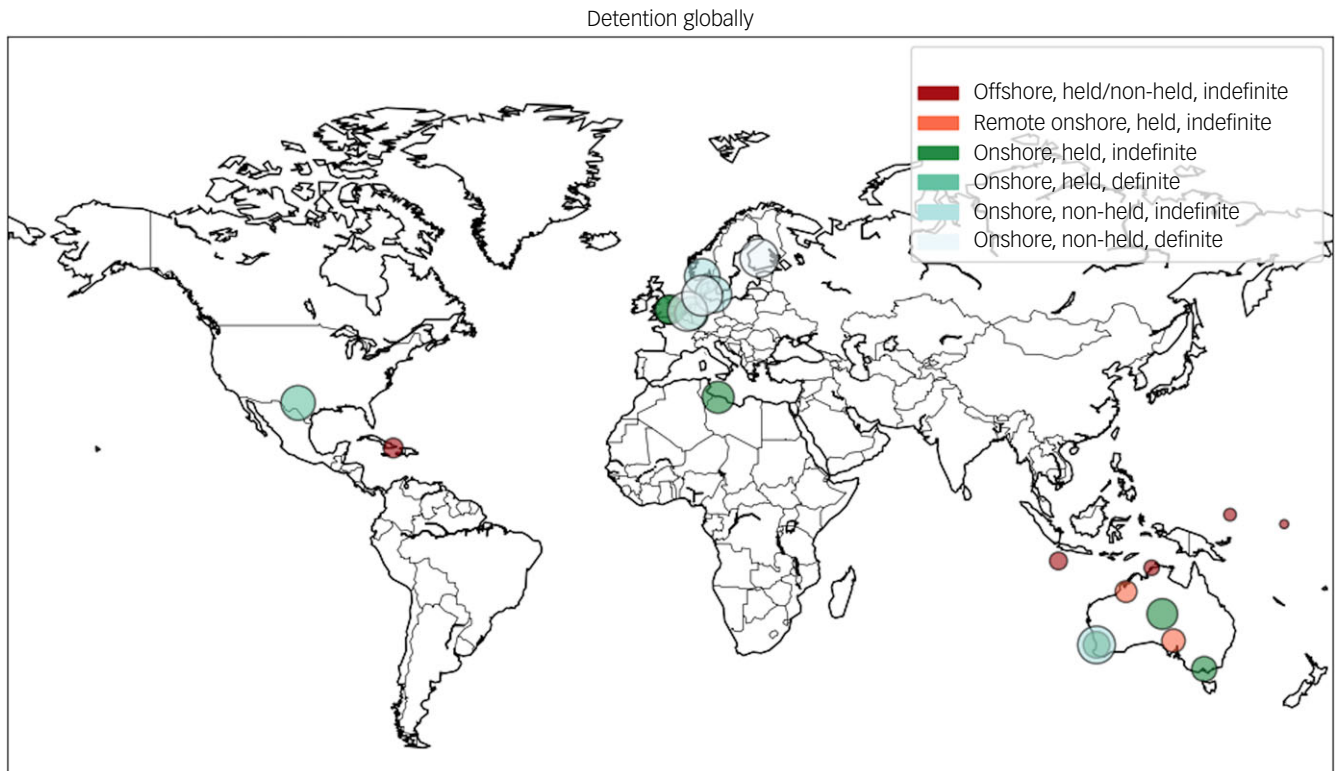 Detention globally
Offshore, held/non-held, indefinite
Remote onshore, held, indefinite
Onshore, held, indefinite
Onshore, held, definite
Onshore, non-held, indefinite
Onshore, non-held, definite